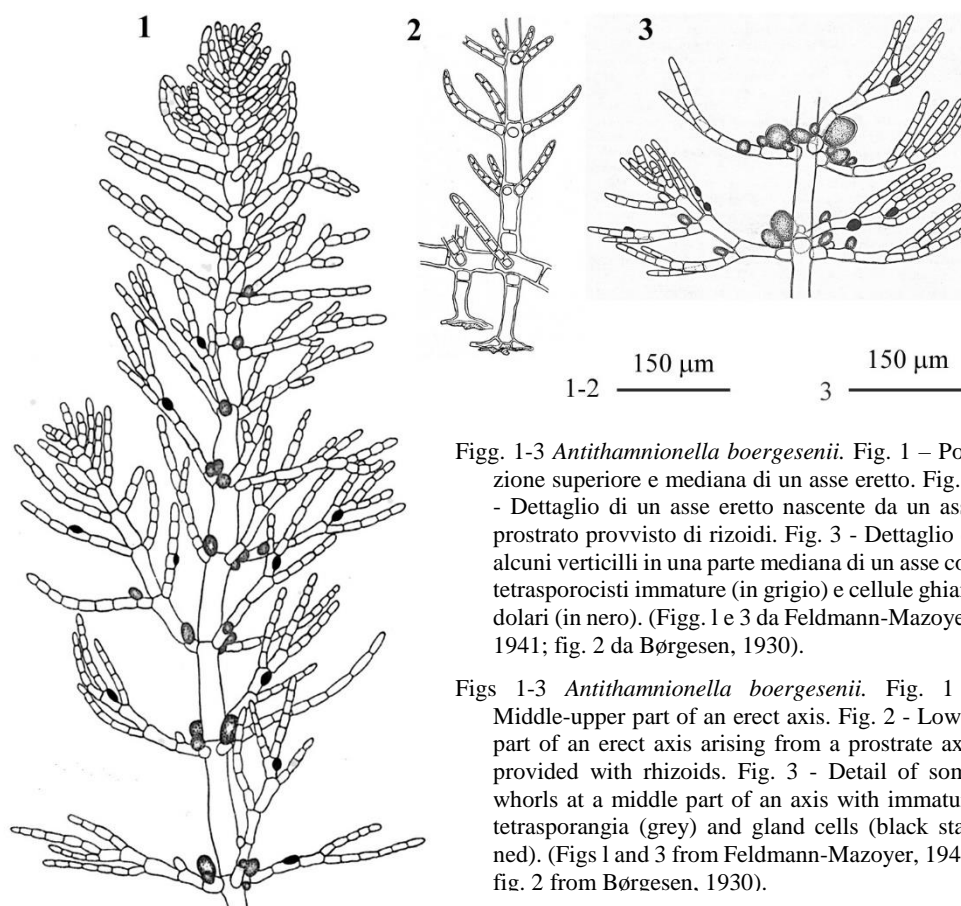 1
2
3
150 µm
150 µm
1-2
3
Figg. 1-3 Antithamnionella boergesenii. Fig. 1 – Po
zione superiore e mediana di un asse eretto. Fig.
- Dettaglio di un asse eretto nascente da un ass
prostrato provvisto di rizoidi. Fig. 3 - Dettaglio
alcuni verticilli in una parte mediana di un asse co
tetrasporocisti immature (in grigio) e cellule ghian
dolari (in nero). (Figg. l e 3 da Feldmann-Mazoye
1941; fig. 2 da Børgesen, 1930).
Figs 1-3 Antithamnionella boergesenii. Fig. 1
Middle-upper part of an erect axis. Fig. 2 - Low
part of an erect axis arising from a prostrate ax
provided with rhizoids. Fig. 3 - Detail of som
whorls at a middle part of an axis with immatu
tetrasporangia (grey) and gland cells (black sta
ned). (Figs l and 3 from Feldmann-Mazoyer, 194
fig. 2 from Børgesen, 1930).